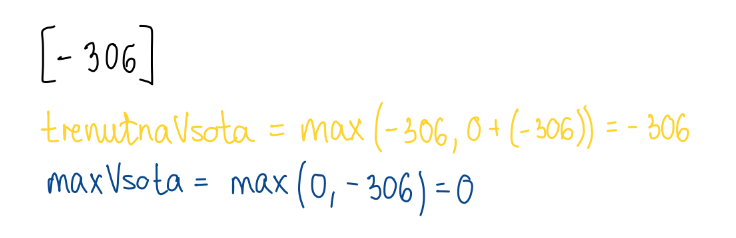 [-306]
trenutnaVsota = max(-306, 0+(-306)) = -306
maxVsota = max(0, -306) = 0